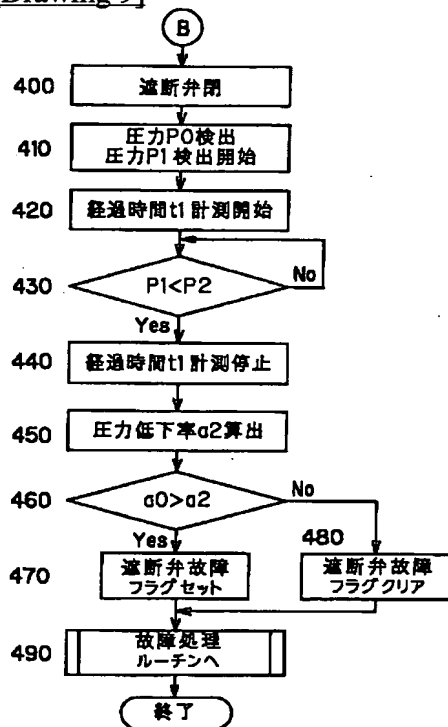 [Drawing 9]
B
400
遮断弁閉
410
圧力P0検出
圧力P1検出開始
420
経過時間t1計測開始
430
P1<P2
No
Yes
440
経過時間t1計測停止
450
圧力低下率a2算出
460
a0>a2
No
Yes
480
470
遮断弁故障
フラグセット
遮断弁故障
フラグクリア
490
故障処理
ルーチンへ
終了